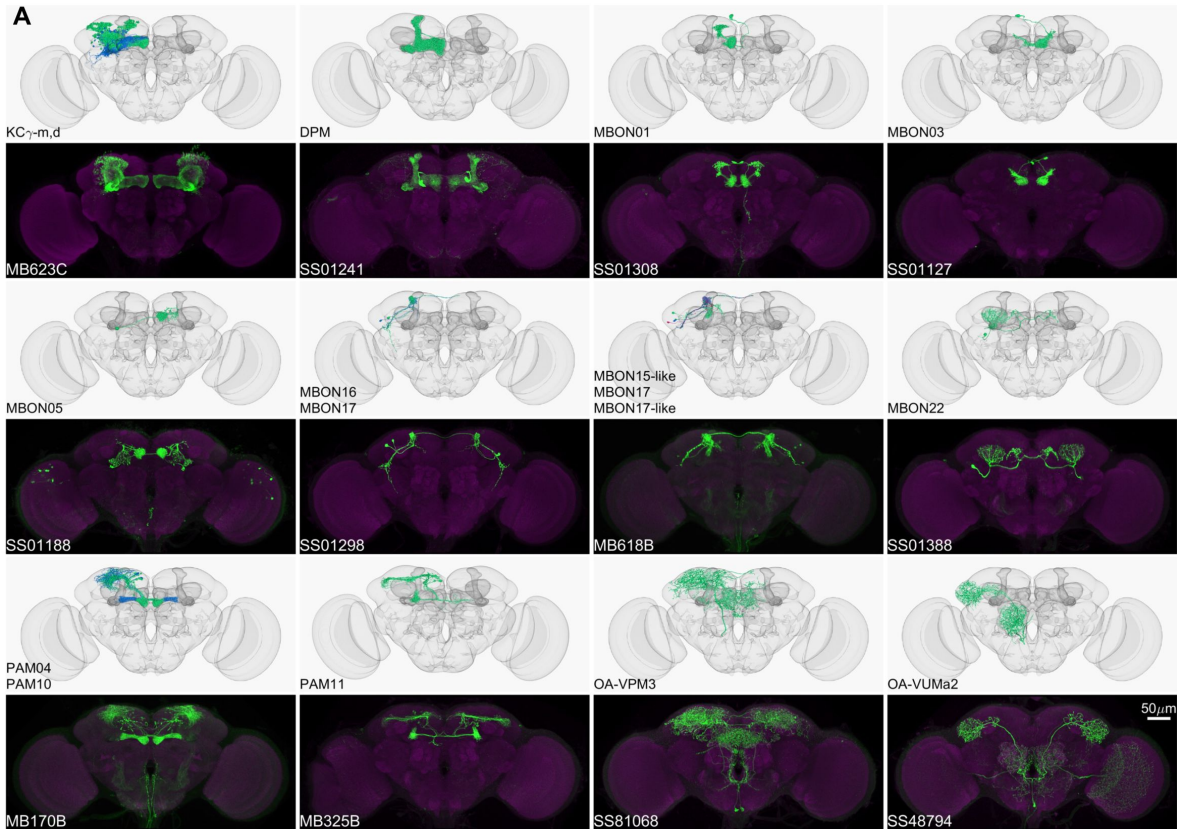 A
KCγ-m,d
DPM
MBON01
MBON03
MB623C
SS01241
SS01308
SS01127
MBON05
MBON16
MBON17
MBON15-like
MBON17
MBON17-like
MBON22
SS01188
SS01298
MB618B
SS01388
PAM04
PAM10
PAM11
OA-VPM3
OA-VUMa2
50μm
MB170B
MB325B
SS81068
SS48794